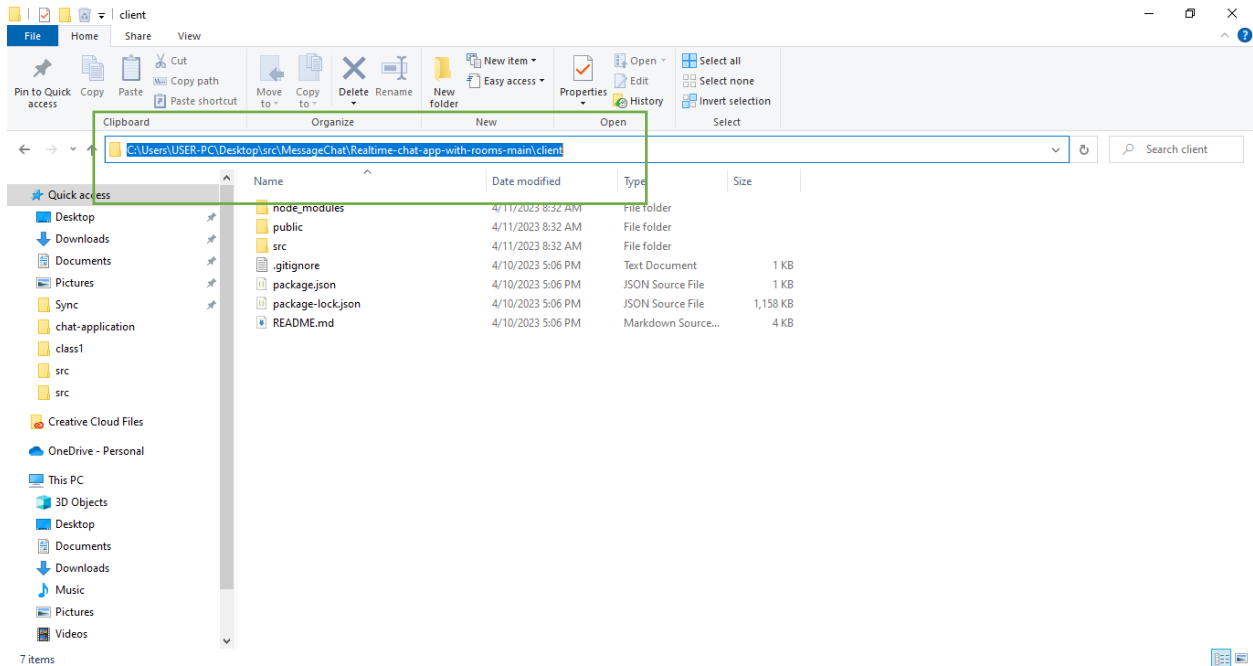 client
File Home Share View
Pin to Quick access
Copy
Paste
Cut
Copy path
Paste shortcut
Move to
Copy to
Delete
Rename
New folder
New item
Easy access
Properties
Open
Edit
History
Select all
Select none
Invert selection
Clipboard Organize New Open Select
C:\Users\USER-PC\Desktop\src\MessageChat\Realtime-chat-app-with-rooms-main\client
Search client
Name Date modified Type Size
node_modules 4/11/2023 8:32 AM File folder
public 4/11/2023 8:32 AM File folder
src 4/11/2023 8:32 AM File folder
.gitignore 4/10/2023 5:06 PM Text Document 1 KB
package.json 4/10/2023 5:06 PM JSON Source File 1 KB
package-lock.json 4/10/2023 5:06 PM JSON Source File 1,158 KB
README.md 4/10/2023 5:06 PM Markdown Source... 4 KB
Quick access
Desktop
Downloads
Documents
Pictures
Sync
chat-application
class1
src
src
Creative Cloud Files
OneDrive - Personal
This PC
3D Objects
Desktop
Documents
Downloads
Music
Pictures
Videos
7 items